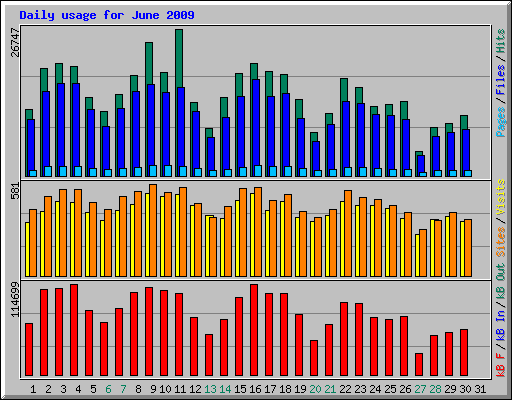 Daily usage for June 2009
26747
Pages / Files / Hits
581
Sites / Visits
114699
kB F / kB In / kB Out
1 2 3 4 5 6 7 8 9 10 11 12 13 14 15 16 17 18 19 20 21 22 23 24 25 26 27 28 29 30 31